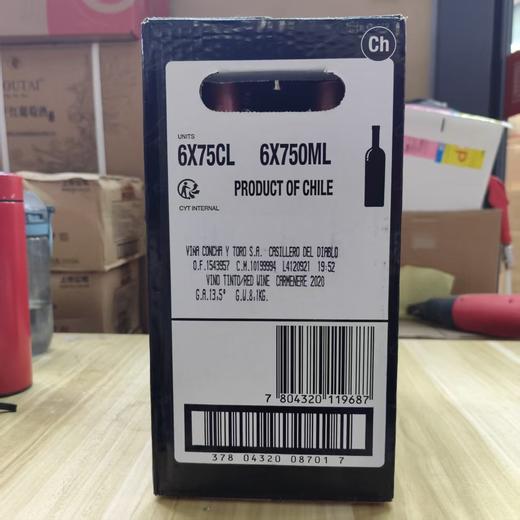 Ch
OUTAI
UNITS
6X75CL 6X750ML
PRODUCT OF CHILE
CYT INTERNAL
VINA CONCHA Y TORO S.A. CASILLERO DEL DIABLO
O.F.1543957 C.M.10199994 L4120921 19:52
VINO TINTO/RED WINE CARMENERE 2020
G.A.13,5° G.W.8,1KG.
7 804320 119687
378 04320 08701 7